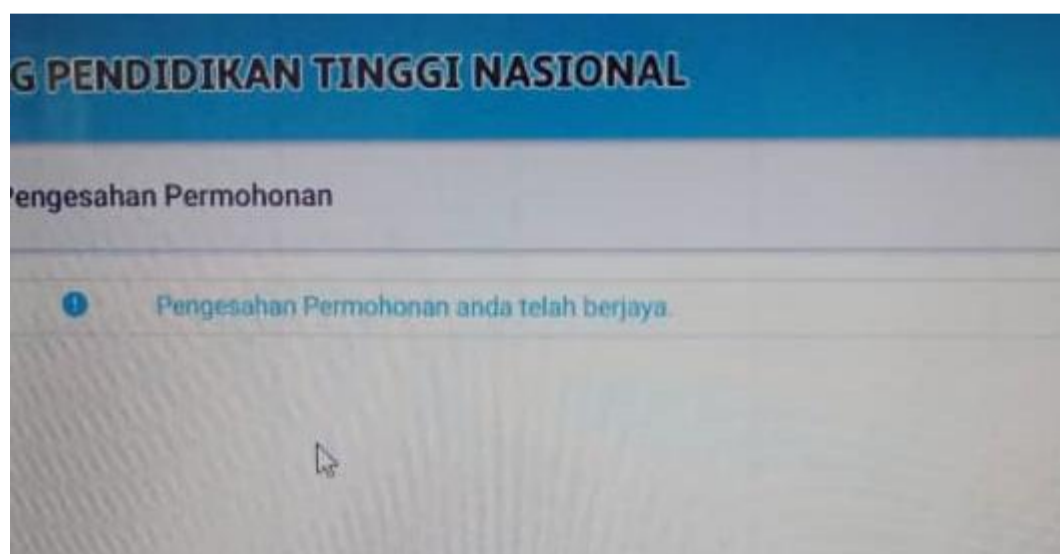 G PENDIDIKAN TINGGI NASIONAL
engesahan Permohonan
Pengesahan Permohonan anda telah berjaya.